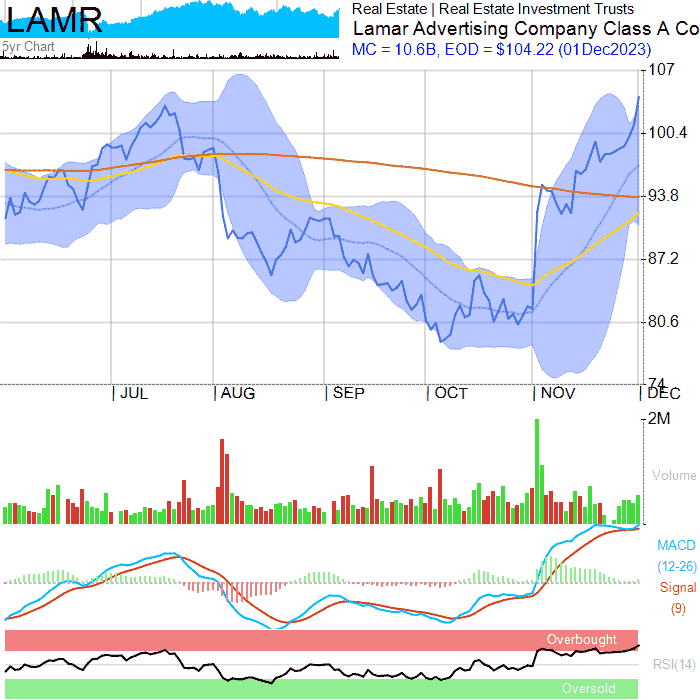 LAMR
Real Estate | Real Estate Investment Trusts
Lamar Advertising Company Class A Co
MC = 10.6B, EOD = $104.22 (01Dec2023)
5yr Chart
107
100.4
93.8
87.2
80.6
74
| JUL | AUG | SEP | OCT | NOV | DEC
2M
Volume
MACD
(12-26)
Signal
(9)
Overbought
RSI(14)
Oversold